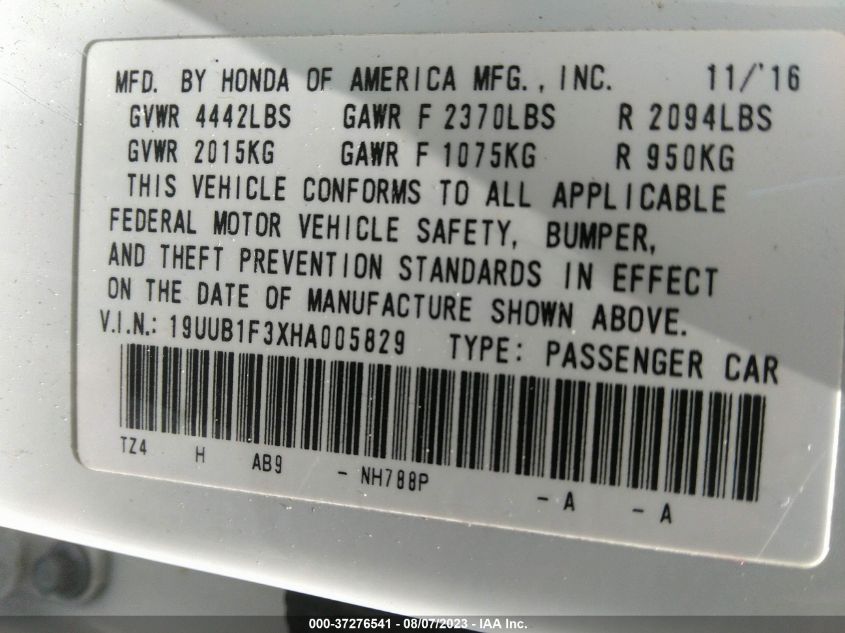 MFD. BY HONDA OF AMERICA MFG., INC. 11/'16
GVWR 4442LBS GAWR F 2370LBS R 2094LBS
GVWR 2015KG GAWR F 1075KG R 950KG
THIS VEHICLE CONFORMS TO ALL APPLICABLE
FEDERAL MOTOR VEHICLE SAFETY, BUMPER,
AND THEFT PREVENTION STANDARDS IN EFFECT
ON THE DATE OF MANUFACTURE SHOWN ABOVE.
V.I.N.: 19UUB1F3XHA005829 TYPE: PASSENGER CAR
TZ4 H AB9 - NH788P - A - A
000-37276541 - 08/07/2023 - IAA Inc.